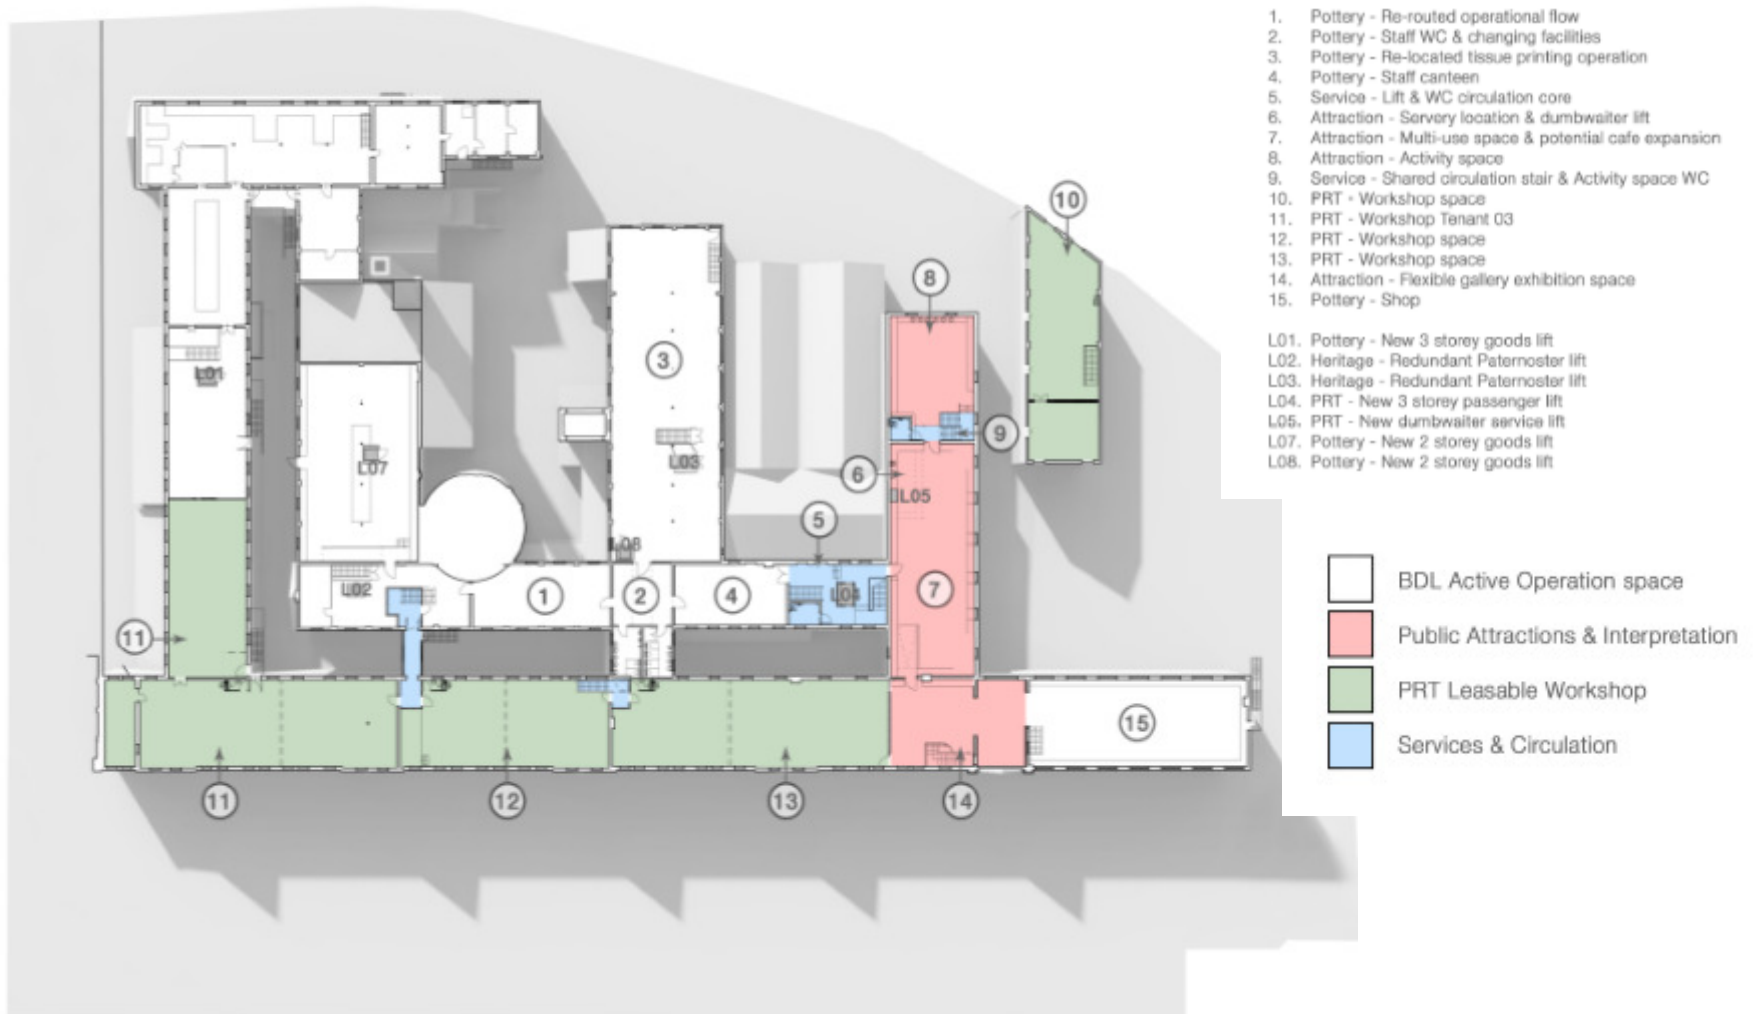 1. Pottery - Re-routed operational flow
2. Pottery - Staff WC & changing facilities
3. Pottery - Re-located tissue printing operation
4. Pottery - Staff canteen
5. Service - Lift & WC circulation core
6. Attraction - Servery location & dumbwaiter lift
7. Attraction - Multi-use space & potential cafe expansion
8. Attraction - Activity space
9. Service - Shared circulation stair & Activity space WC
10. PRT - Workshop space
11. PRT - Workshop Tenant 03
12. PRT - Workshop space
13. PRT - Workshop space
14. Attraction - Flexible gallery exhibition space
15. Pottery - Shop
L01. Pottery - New 3 storey goods lift
L02. Heritage - Redundant Paternoster lift
L03. Heritage - Redundant Paternoster lift
L04. PRT - New 3 storey passenger lift
L05. PRT - New dumbwaiter service lift
L07. Pottery - New 2 storey goods lift
L08. Pottery - New 2 storey goods lift
10
8
3
L01
9
L07
L03
6
L05
5
L08
L02
1
2
4
L04
7
11
15
11
12
13
14
BDL Active Operation space
Public Attractions & Interpretation
PRT Leasable Workshop
Services & Circulation